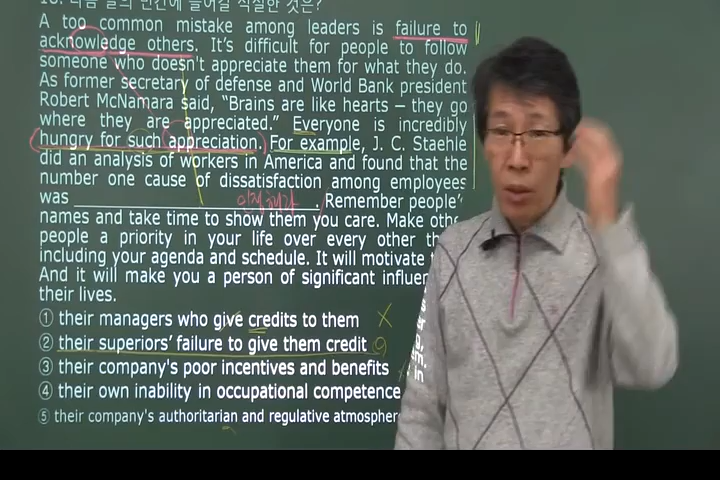 다음 글의 빈칸에 들어갈 적절한 것은?
A too common mistake among leaders is failure to
acknowledge others. It's difficult for people to follow
someone who doesn't appreciate them for what they do.
As former secretary of defense and World Bank president
Robert McNamara said, “Brains are like hearts – they go
where they are appreciated.” Everyone is incredibly
hungry for such appreciation. For example, J. C. Staehle
did an analysis of workers in America and found that the
number one cause of dissatisfaction among employees
was . Remember people'
names and take time to show them you care. Make
people a priority in your life over every other
including your agenda and schedule. It will motivate
And it will make you a person of significant
their lives.
① their managers who give credits to them X
② their superiors' failure to give them credit
③ their company's poor incentives and benefits
④ their own inability in occupational competence
⑤ their company's authoritarian and regulative